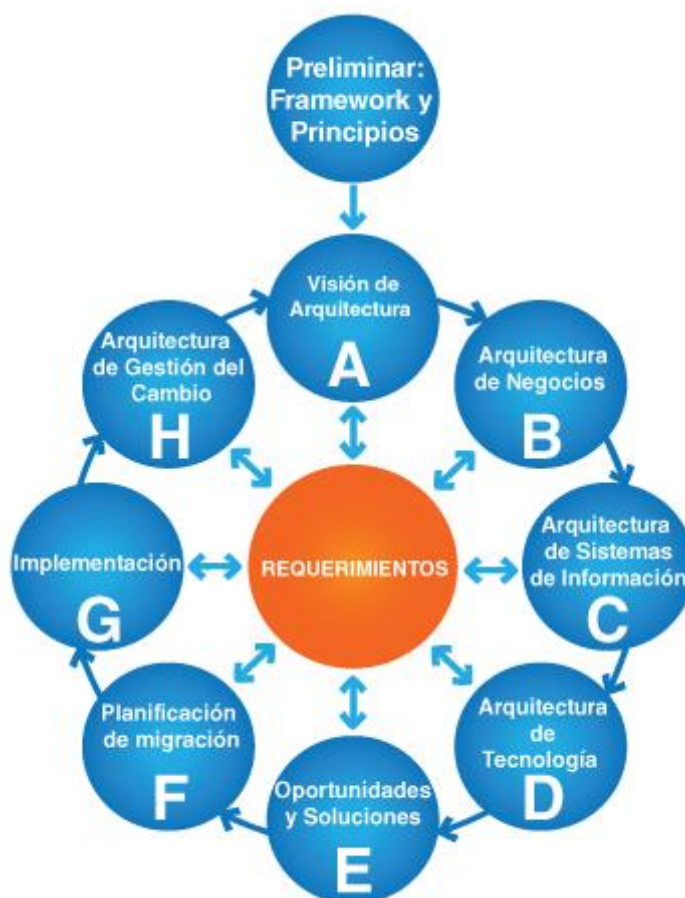 Preliminar:
Framework y
Principios
Visión de
Arquitectura
A
Arquitectura
de Negocios
B
Arquitectura
de Sistemas
de Información
C
Arquitectura
de
Tecnología
D
Oportunidades
y Soluciones
E
Planificación
de migración
F
Implementación
G
Arquitectura
de Gestión del
Cambio
H
REQUERIMIENTOS